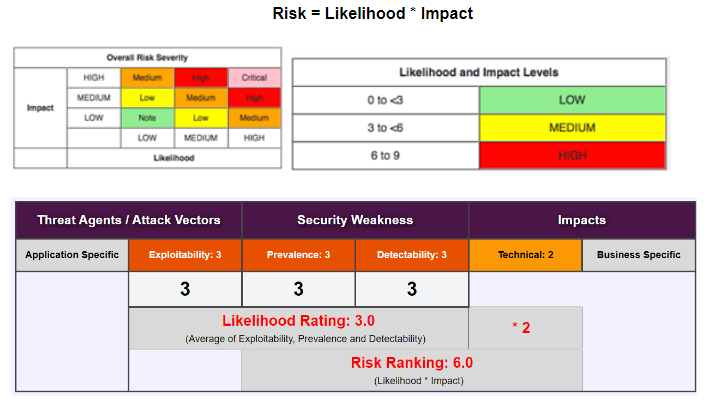 Risk = Likelihood * Impact
Overall Risk Severity
Impact
HIGH Medium High Critical
MEDIUM Low Medium High
LOW Note Low Medium
LOW MEDIUM HIGH
Likelihood
Likelihood and Impact Levels
0 to <3 LOW
3 to <6 MEDIUM
6 to 9 HIGH
Threat Agents / Attack Vectors Security Weakness Impacts
Application Specific Exploitability: 3 Prevalence: 3 Detectability: 3 Technical: 2 Business Specific
3 3 3
Likelihood Rating: 3.0 * 2
(Average of Exploitability, Prevalence and Detectability)
Risk Ranking: 6.0
(Likelihood * Impact)